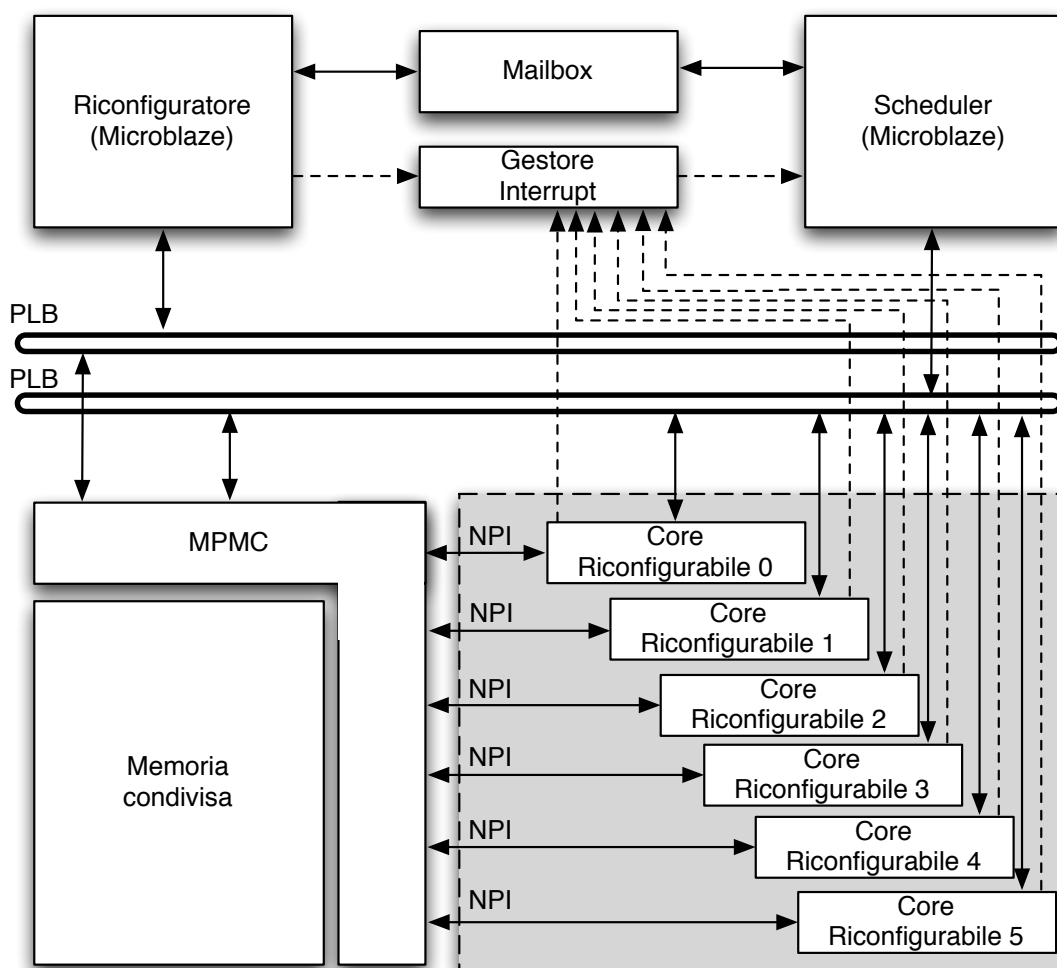 Riconfiguratore
(Microblaze)
Mailbox
Scheduler
(Microblaze)
Gestore
Interrupt
PLB
PLB
MPMC
NPI
Core
Riconfigurabile 0
NPI
Core
Riconfigurabile 1
NPI
Core
Riconfigurabile 2
Memoria
condivisa
NPI
Core
Riconfigurabile 3
NPI
Core
Riconfigurabile 4
NPI
Core
Riconfigurabile 5